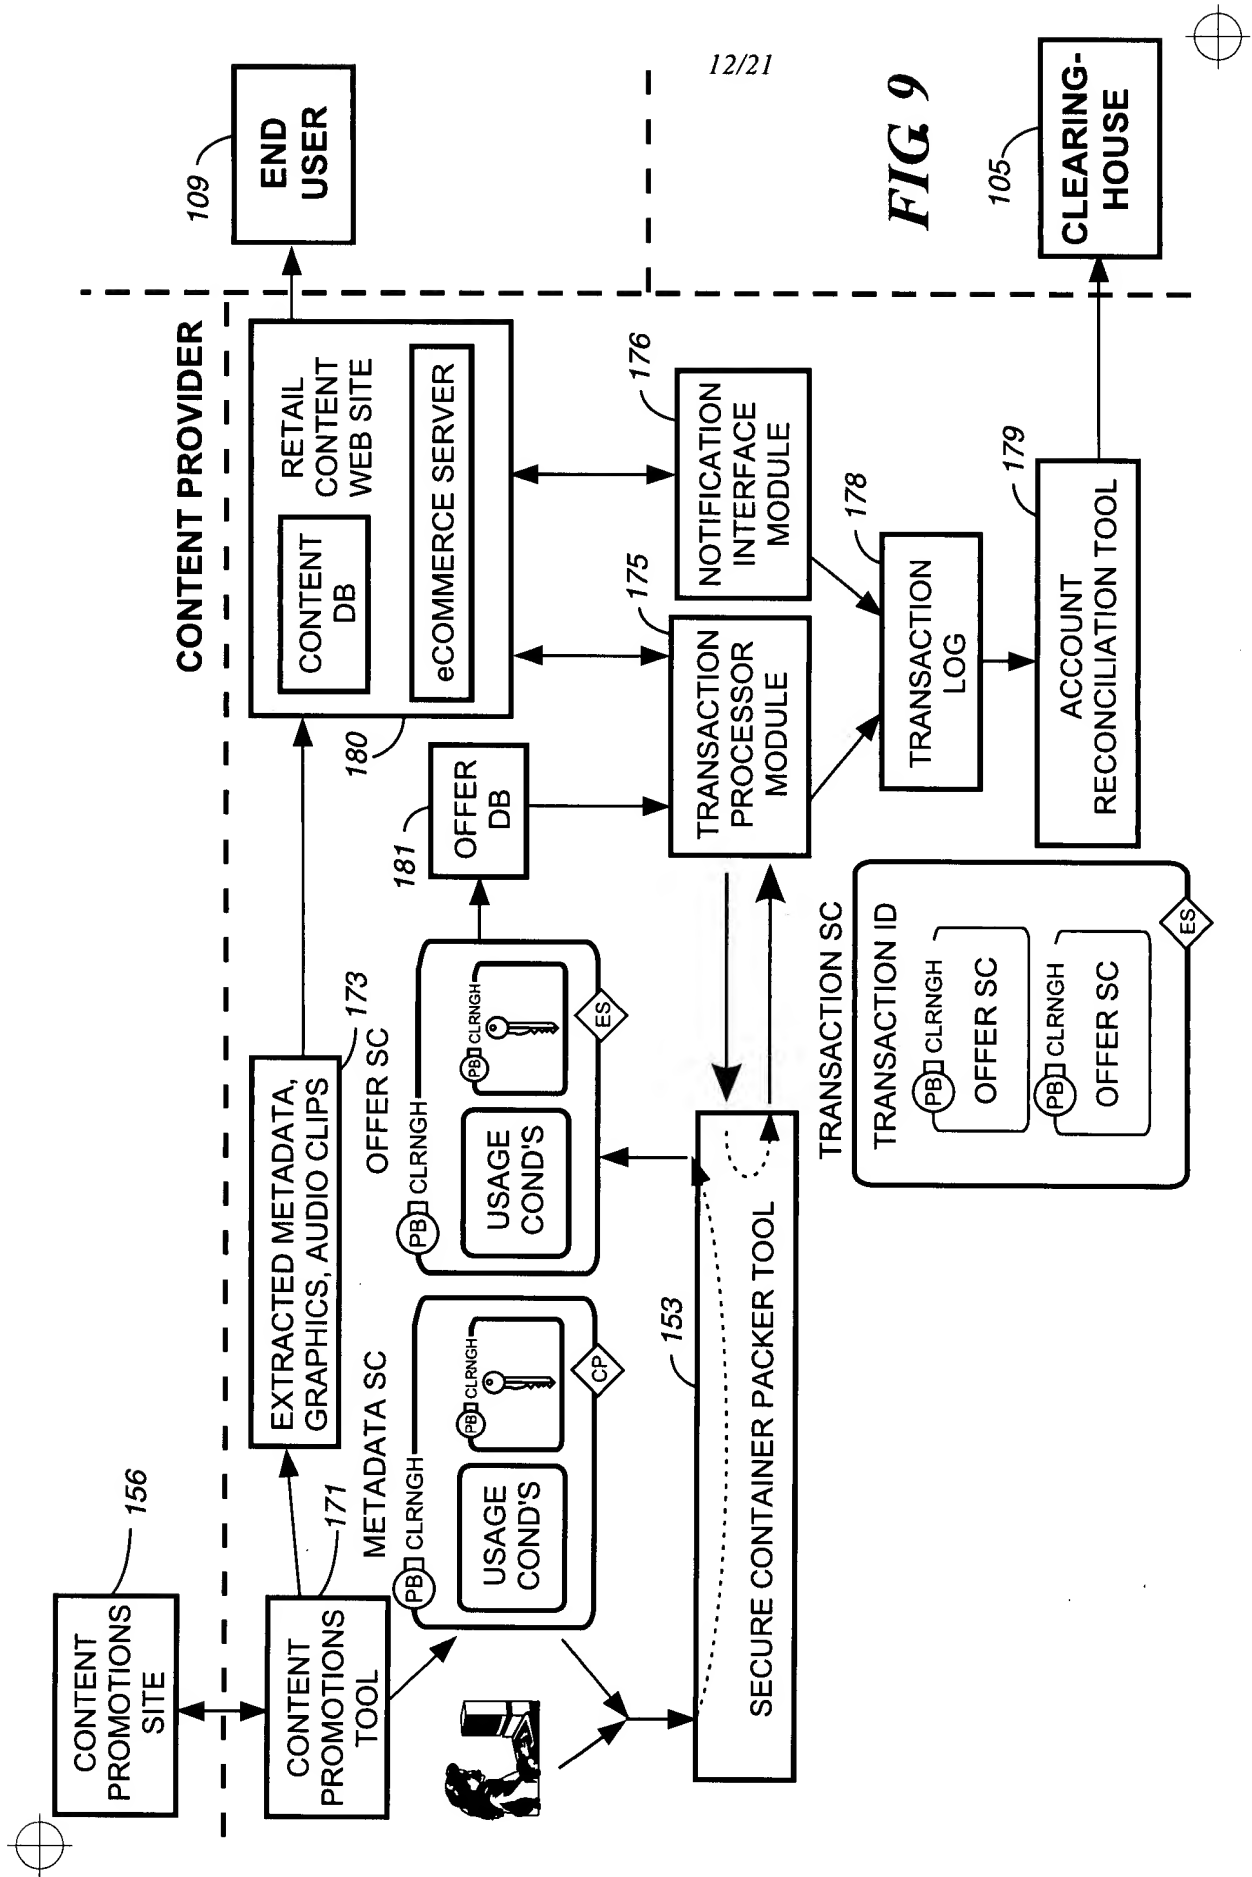 12/21
CONTENT PROVIDER
156
CONTENT
PROMOTIONS
SITE
109
END
USER
171
CONTENT
PROMOTIONS
TOOL
173
EXTRACTED METADATA,
GRAPHICS, AUDIO CLIPS
180
RETAIL
CONTENT
WEB SITE
CONTENT
DB
eCOMMERCE SERVER
METADATA SC
PB CLRNGH
USAGE
COND'S
PB CLRNGH
CP
OFFER SC
PB CLRNGH
USAGE
COND'S
PB CLRNGH
ES
181
OFFER
DB
153
SECURE CONTAINER PACKER TOOL
175
TRANSACTION
PROCESSOR
MODULE
176
NOTIFICATION
INTERFACE
MODULE
178
TRANSACTION
LOG
179
ACCOUNT
RECONCILIATION TOOL
TRANSACTION SC
TRANSACTION ID
PB CLRNGH
OFFER SC
PB CLRNGH
OFFER SC
ES
FIG. 9
105
CLEARING-
HOUSE